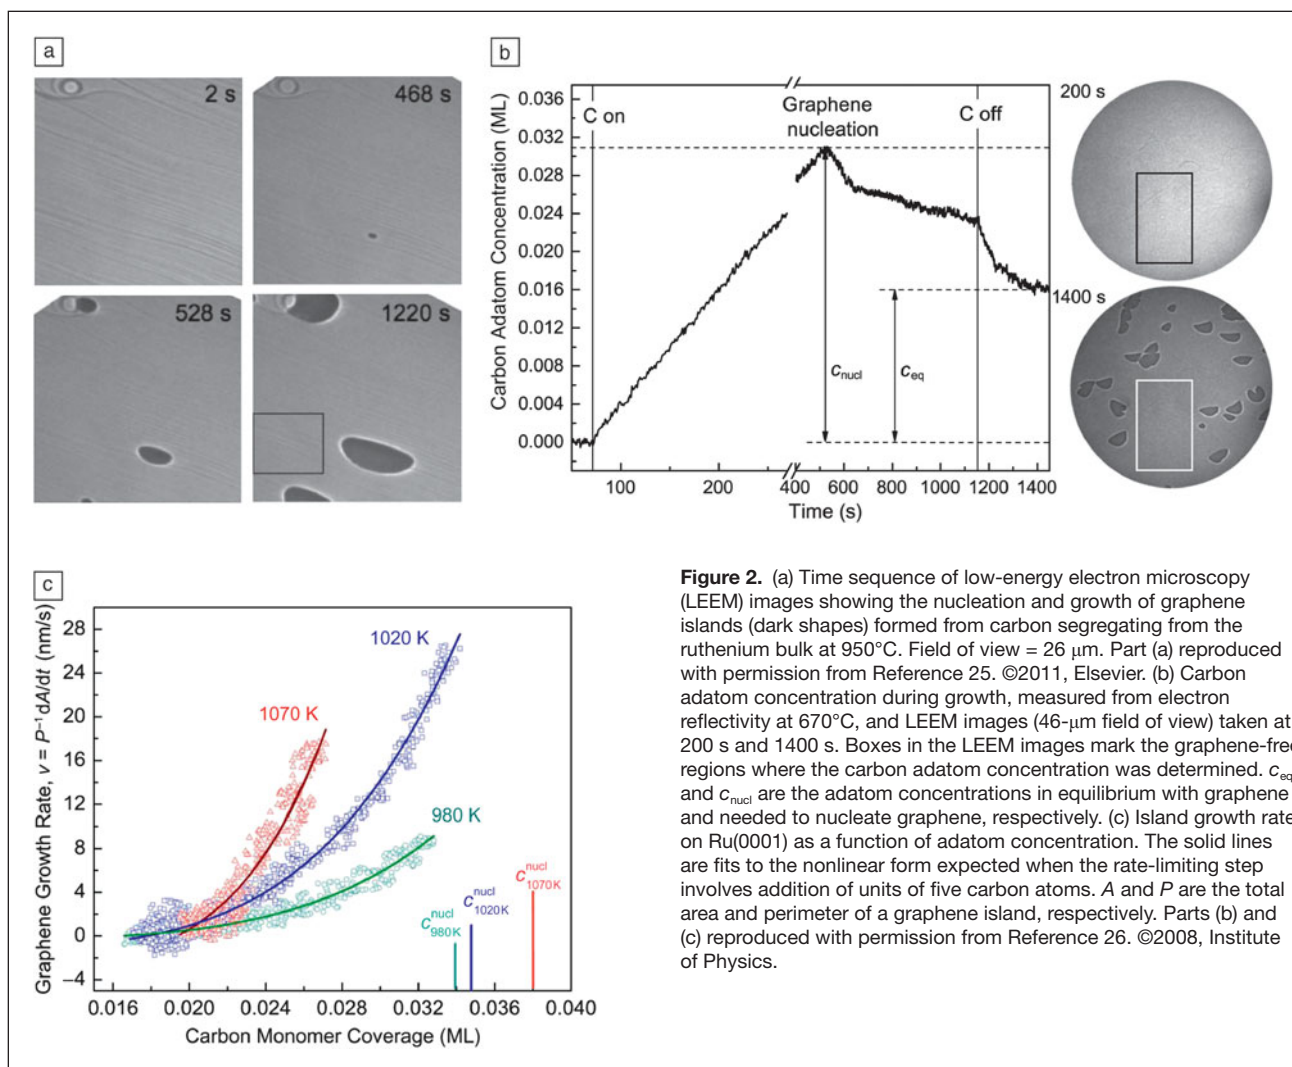 a
2 s
468 s
528 s
1220 s
b
Carbon Adatom Concentration (ML)
0.036
0.032
0.028
0.024
0.020
0.016
0.012
0.008
0.004
0.000
C on
Graphene
nucleation
C off
c_nucl
c_eq
100
200
400
600
800
1000
1200
1400
Time (s)
200 s
1400 s
c
Graphene Growth Rate, v = P⁻¹ dA/dt (nm/s)
28
24
20
16
12
8
4
0
−4
1020 K
1070 K
980 K
c^nucl_980K
c^nucl_1020K
c^nucl_1070K
0.016
0.020
0.024
0.028
0.032
0.036
0.040
Carbon Monomer Coverage (ML)
Figure 2. (a) Time sequence of low-energy electron microscopy
(LEEM) images showing the nucleation and growth of graphene
islands (dark shapes) formed from carbon segregating from the
ruthenium bulk at 950°C. Field of view = 26 μm. Part (a) reproduced
with permission from Reference 25. ©2011, Elsevier. (b) Carbon
adatom concentration during growth, measured from electron
reflectivity at 670°C, and LEEM images (46-μm field of view) taken at
200 s and 1400 s. Boxes in the LEEM images mark the graphene-free
regions where the carbon adatom concentration was determined. c_eq
and c_nucl are the adatom concentrations in equilibrium with graphene
and needed to nucleate graphene, respectively. (c) Island growth rate
on Ru(0001) as a function of adatom concentration. The solid lines
are fits to the nonlinear form expected when the rate-limiting step
involves addition of units of five carbon atoms. A and P are the total
area and perimeter of a graphene island, respectively. Parts (b) and
(c) reproduced with permission from Reference 26. ©2008, Institute
of Physics.